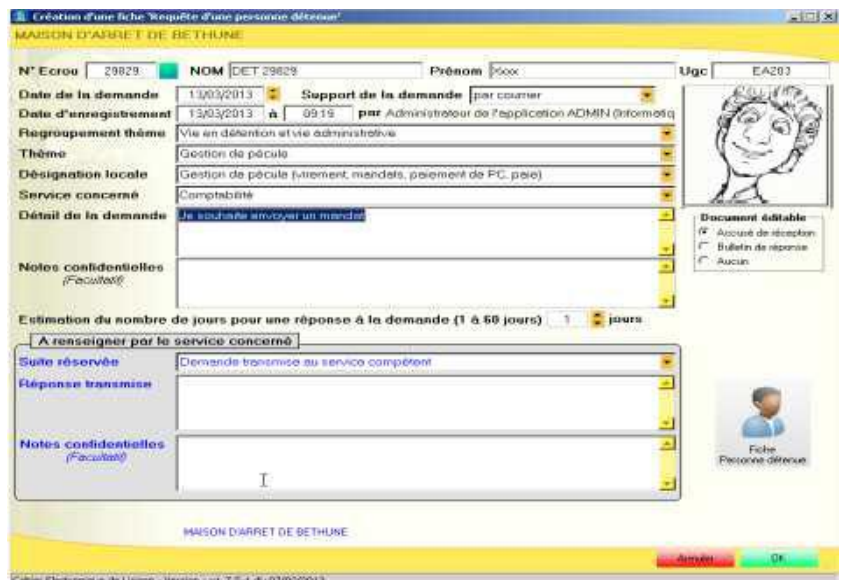 Création d'une fiche 'Requête d'une personne détenue'
MAISON D'ARRET DE BETHUNE
N° Ecrou 29829 NOM DET 29829 Prénom Xxxx Ugc EA203
Date de la demande 13/03/2013 Support de la demande par courrier
Date d'enregistrement 13/03/2013 à 09:16 par Administrateur de l'application ADMIN (Informatiq
Regroupement thème Vie en détention et vie administrative
Thème Gestion de pécule
Désignation locale Gestion de pécule (virement, mandats, paiement de PC, paie)
Service concerné Comptabilité
Détail de la demande Je souhaite envoyer un mandat
Document éditable
Accusé de réception
Bulletin de réponse
Aucun
Notes confidentielles
(Facultatif)
Estimation du nombre de jours pour une réponse à la demande (1 à 60 jours) 1 jours
A renseigner par le service concerné
Suite réservée Demande transmise au service compétent
Réponse transmise
Notes confidentielles
(Facultatif)
Fiche
Personne détenue
MAISON D'ARRET DE BETHUNE
Annuler OK